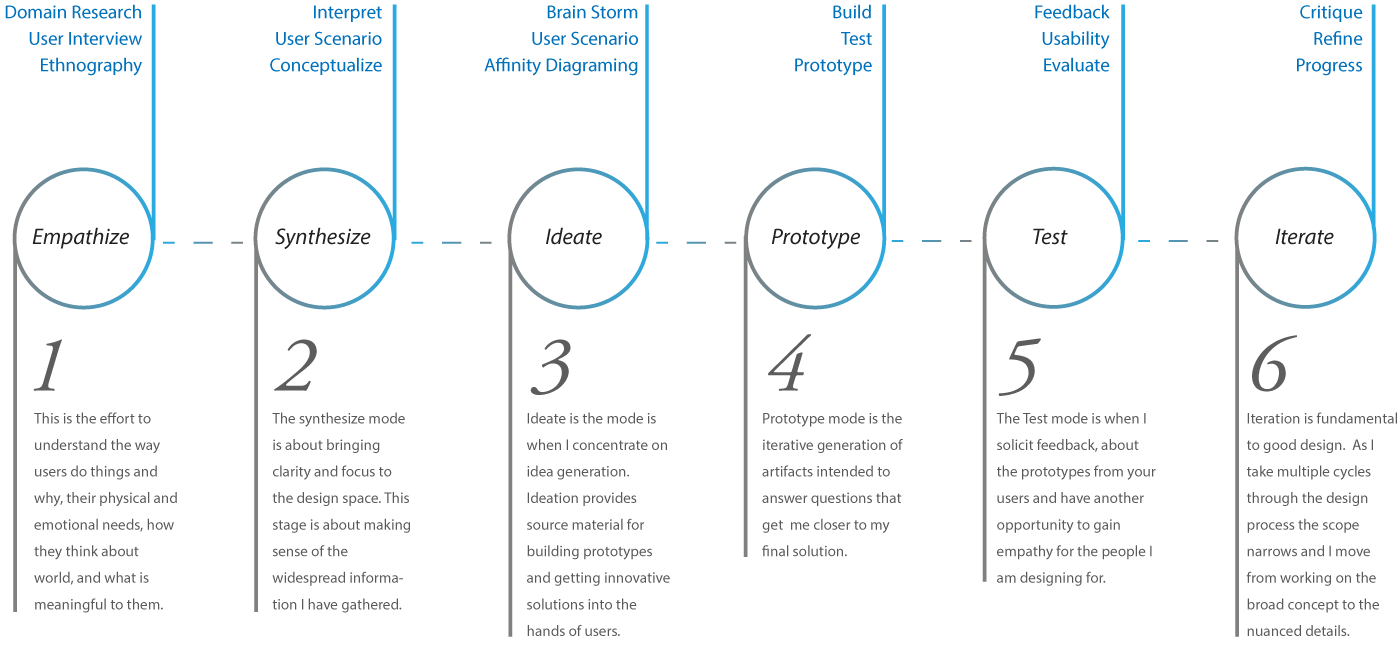 Domain Research
User Interview
Ethnography
Empathize
1
This is the effort to
understand the way
users do things and
why, their physical and
emotional needs, how
they think about
world, and what is
meaningful to them.
Interpret
User Scenario
Conceptualize
Synthesize
2
The synthesize mode
is about bringing
clarity and focus to
the design space. This
stage is about making
sense of the
widespread informa-
tion I have gathered.
Brain Storm
User Scenario
Affinity Diagraming
Ideate
3
Ideate is the mode is
when I concentrate on
idea generation.
Ideation provides
source material for
building prototypes
and getting innovative
solutions into the
hands of users.
Build
Test
Prototype
Prototype
4
Prototype mode is the
iterative generation of
artifacts intended to
answer questions that
get  me closer to my
final solution.
Feedback
Usability
Evaluate
Test
5
The Test mode is when I
solicit feedback, about
the prototypes from your
users and have another
opportunity to gain
empathy for the people I
am designing for.
Critique
Refine
Progress
Iterate
6
Iteration is fundamental
to good design.  As I
take multiple cycles
through the design
process the scope
narrows and I move
from working on the
broad concept to the
nuanced details.